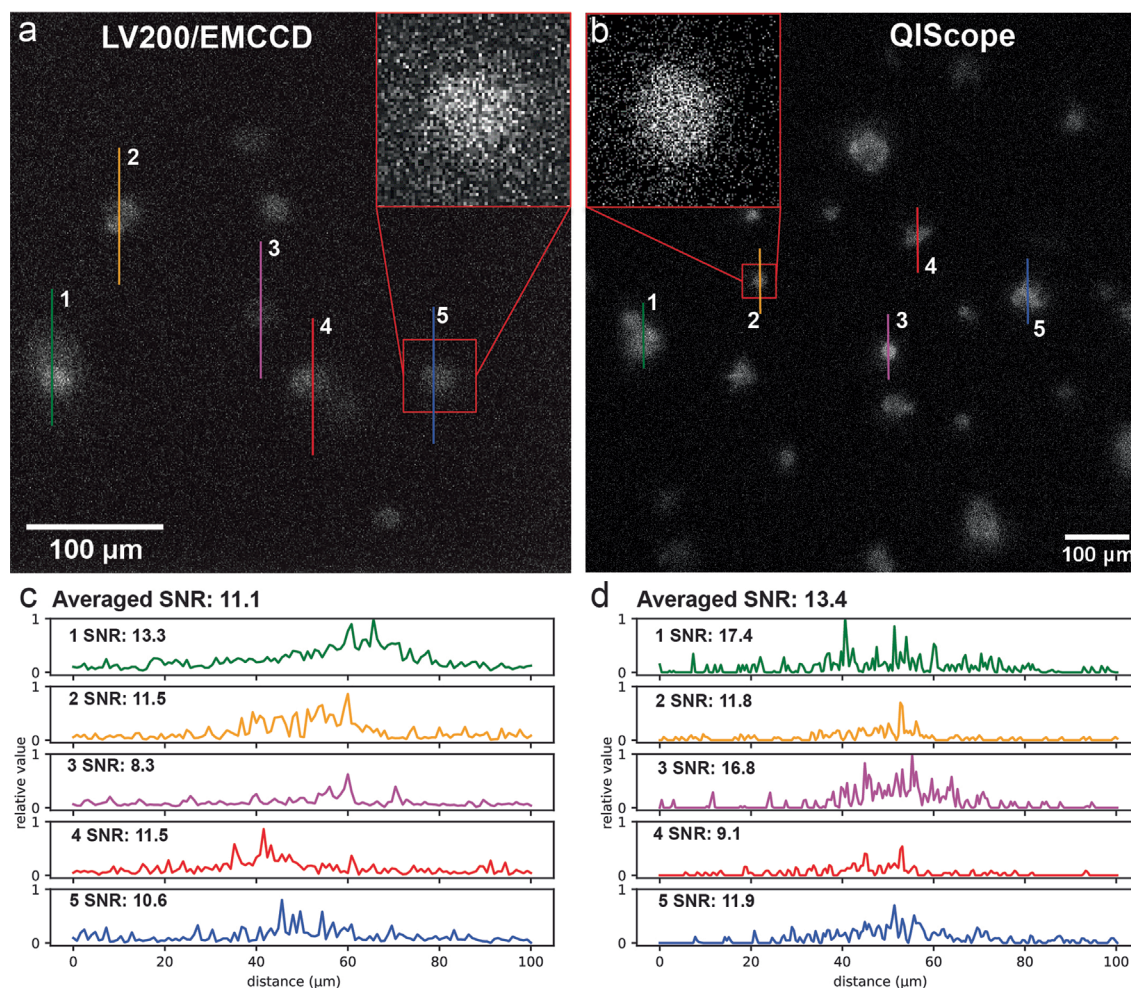 a
LV200/EMCCD
2
3
1
4
5
100 µm
b
QIScope
4
1
2
3
5
100 µm
c Averaged SNR: 11.1
1
1 SNR: 13.3
0
1
2 SNR: 11.5
0
1
3 SNR: 8.3
0
1
4 SNR: 11.5
0
1
5 SNR: 10.6
0
relative value
0 20 40 60 80 100
distance (µm)
d Averaged SNR: 13.4
1
1 SNR: 17.4
0
1
2 SNR: 11.8
0
1
3 SNR: 16.8
0
1
4 SNR: 9.1
0
1
5 SNR: 11.9
0
relative value
0 20 40 60 80 100
distance (µm)